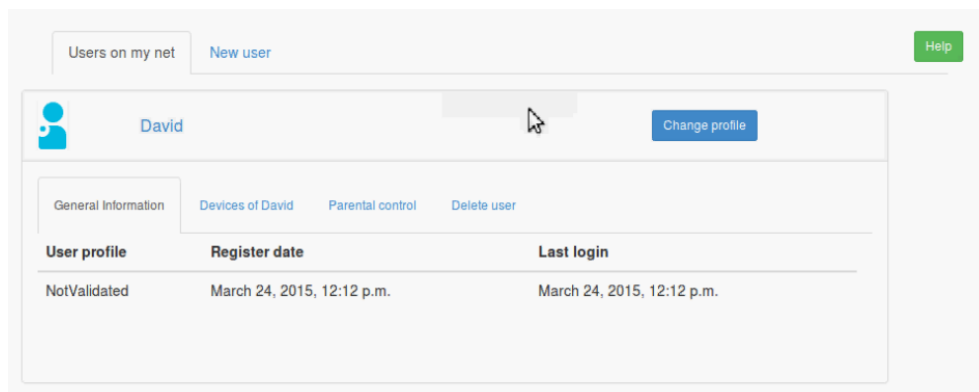 Users on my net New user Help
David Change profile
General Information Devices of David Parental control Delete user
User profile Register date Last login
NotValidated March 24, 2015, 12:12 p.m. March 24, 2015, 12:12 p.m.